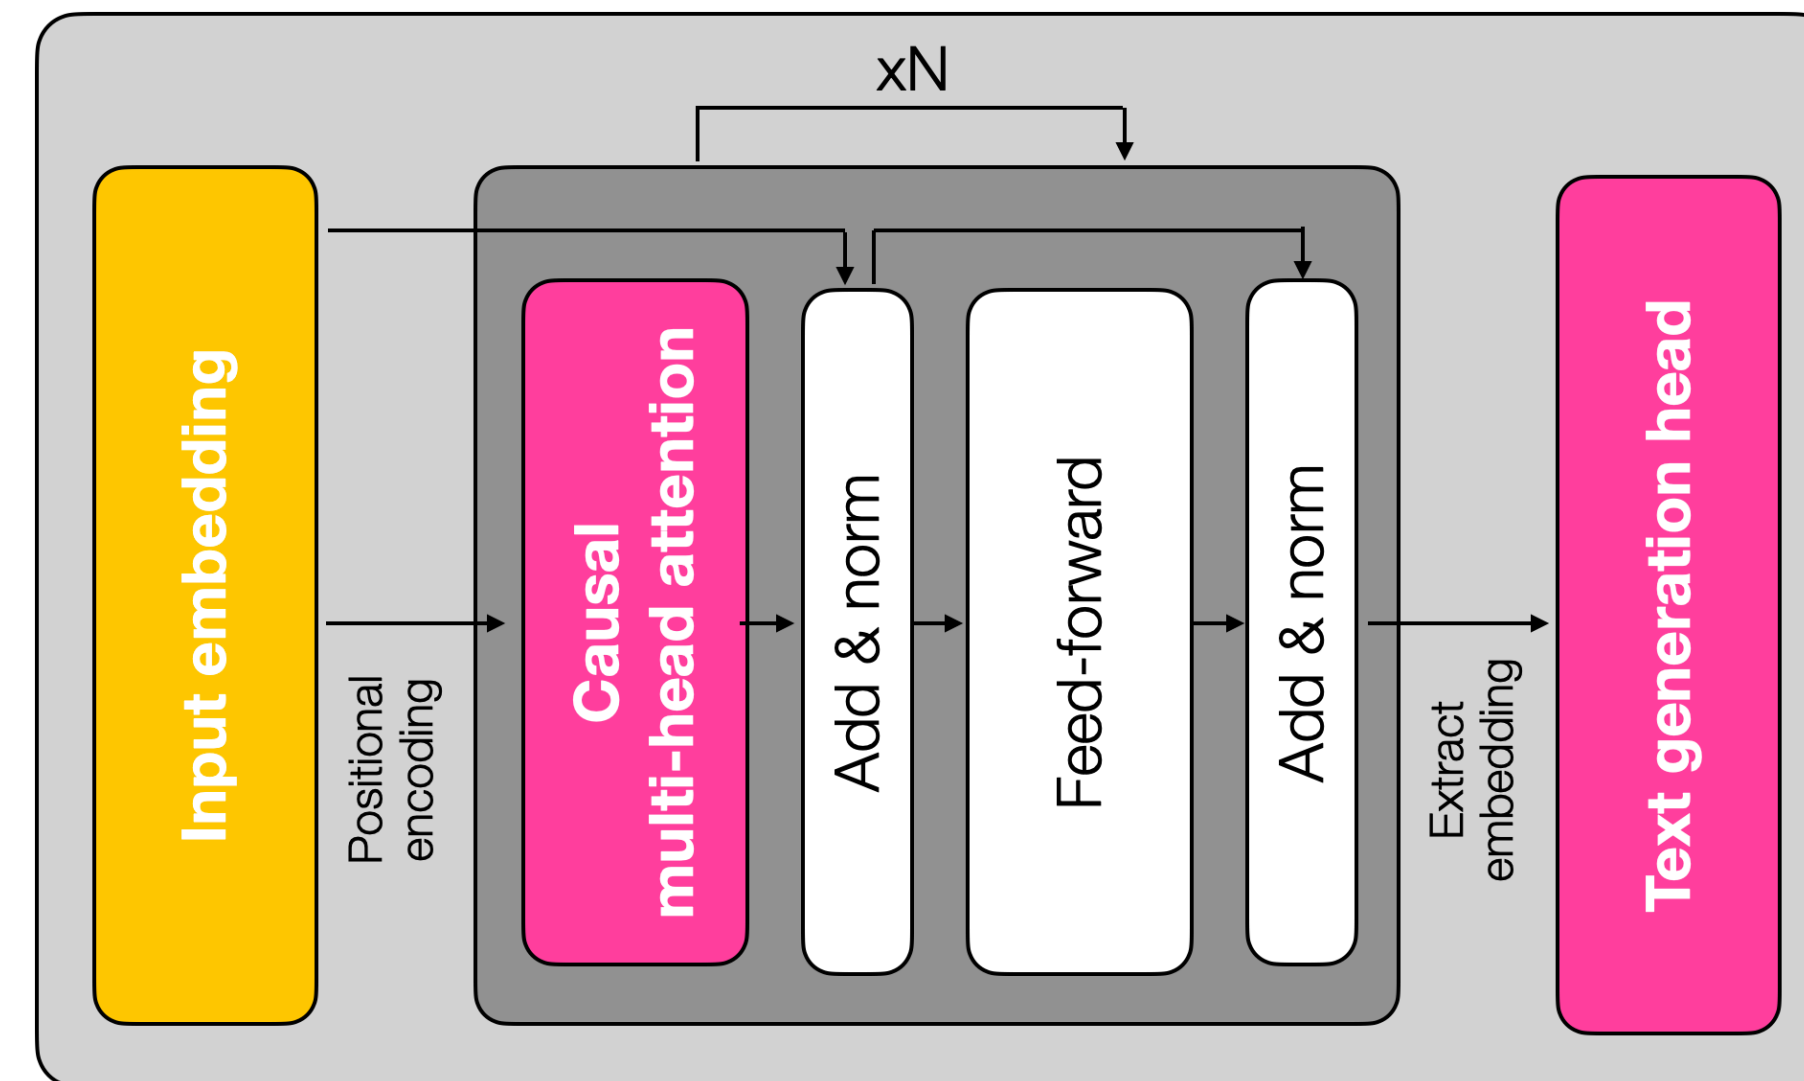 xN
Input embedding
Positional
encoding
Causal
multi-head attention
Add & norm
Feed-forward
Add & norm
Extract
embedding
Text generation head